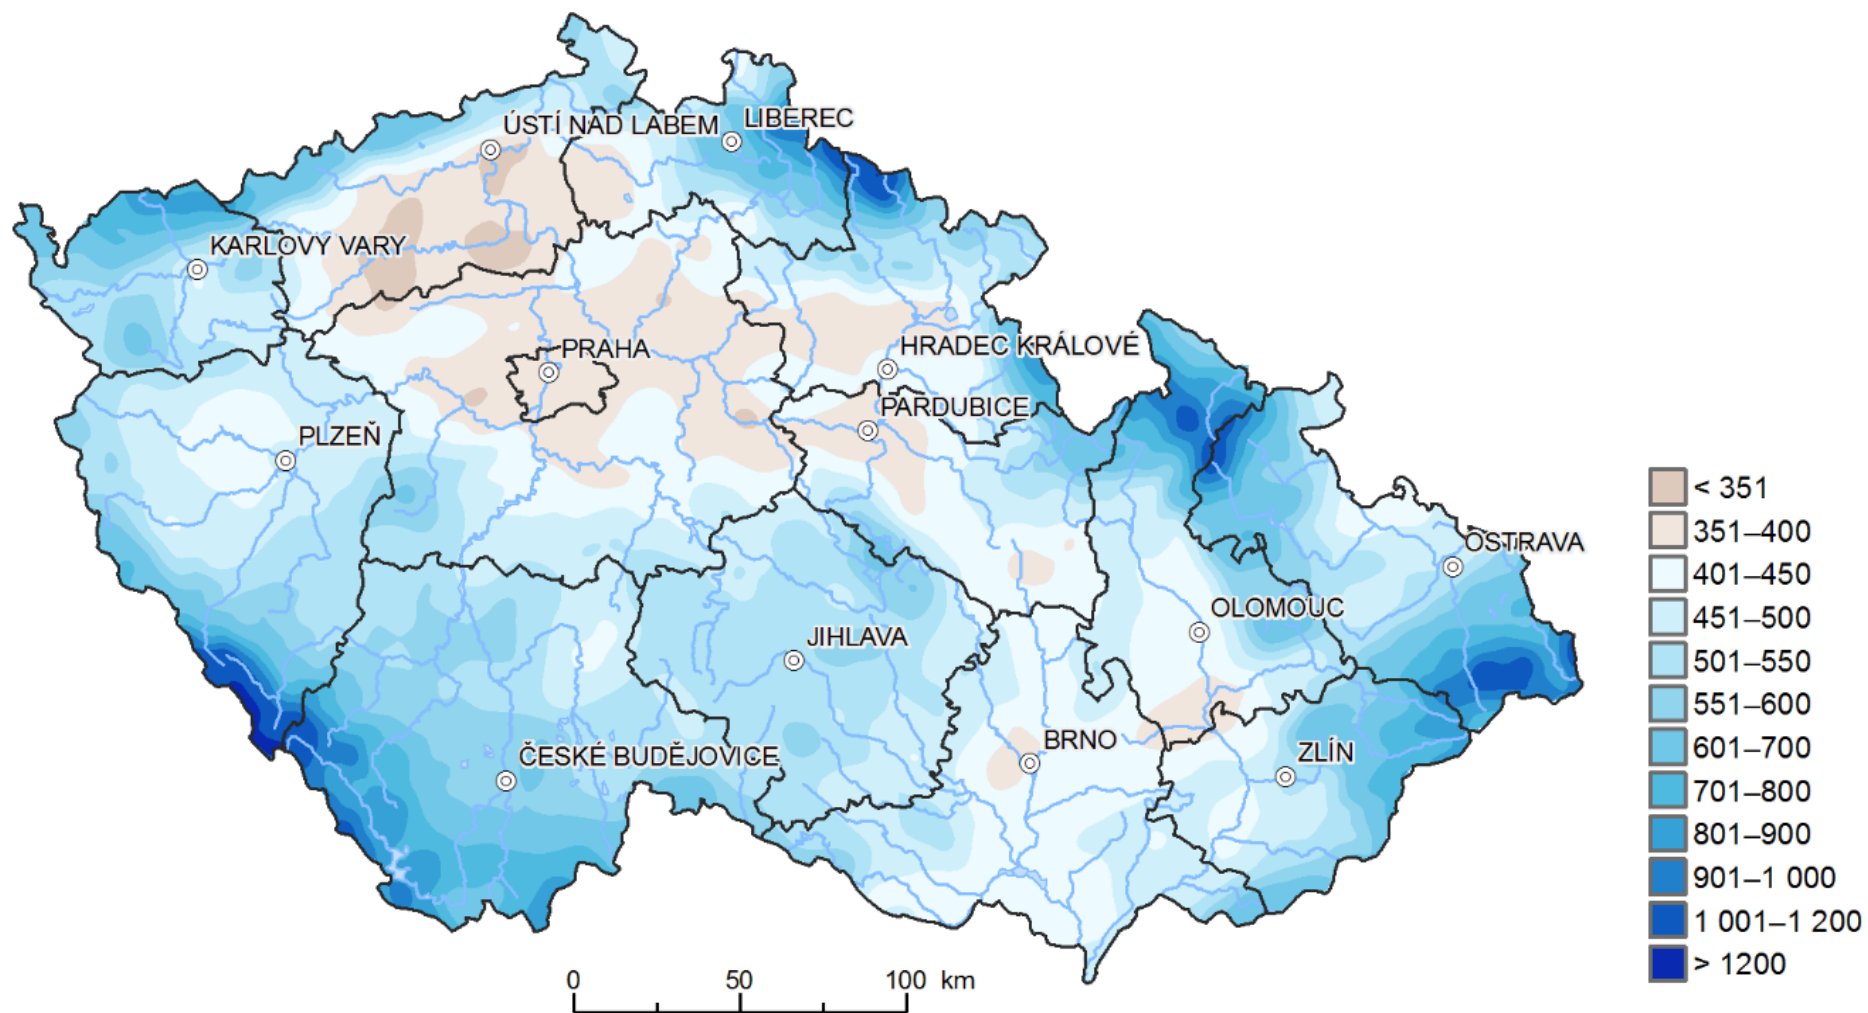 ÚSTÍ NAD LABEM
LIBEREC
KARLOVY VARY
PRAHA
HRADEC KRÁLOVÉ
PARDUBICE
PLZEŇ
OSTRAVA
OLOMOUC
JIHLAVA
BRNO
ZLÍN
ČESKÉ BUDĚJOVICE
< 351
351–400
401–450
451–500
501–550
551–600
601–700
701–800
801–900
901–1 000
1 001–1 200
> 1200
0 50 100 km